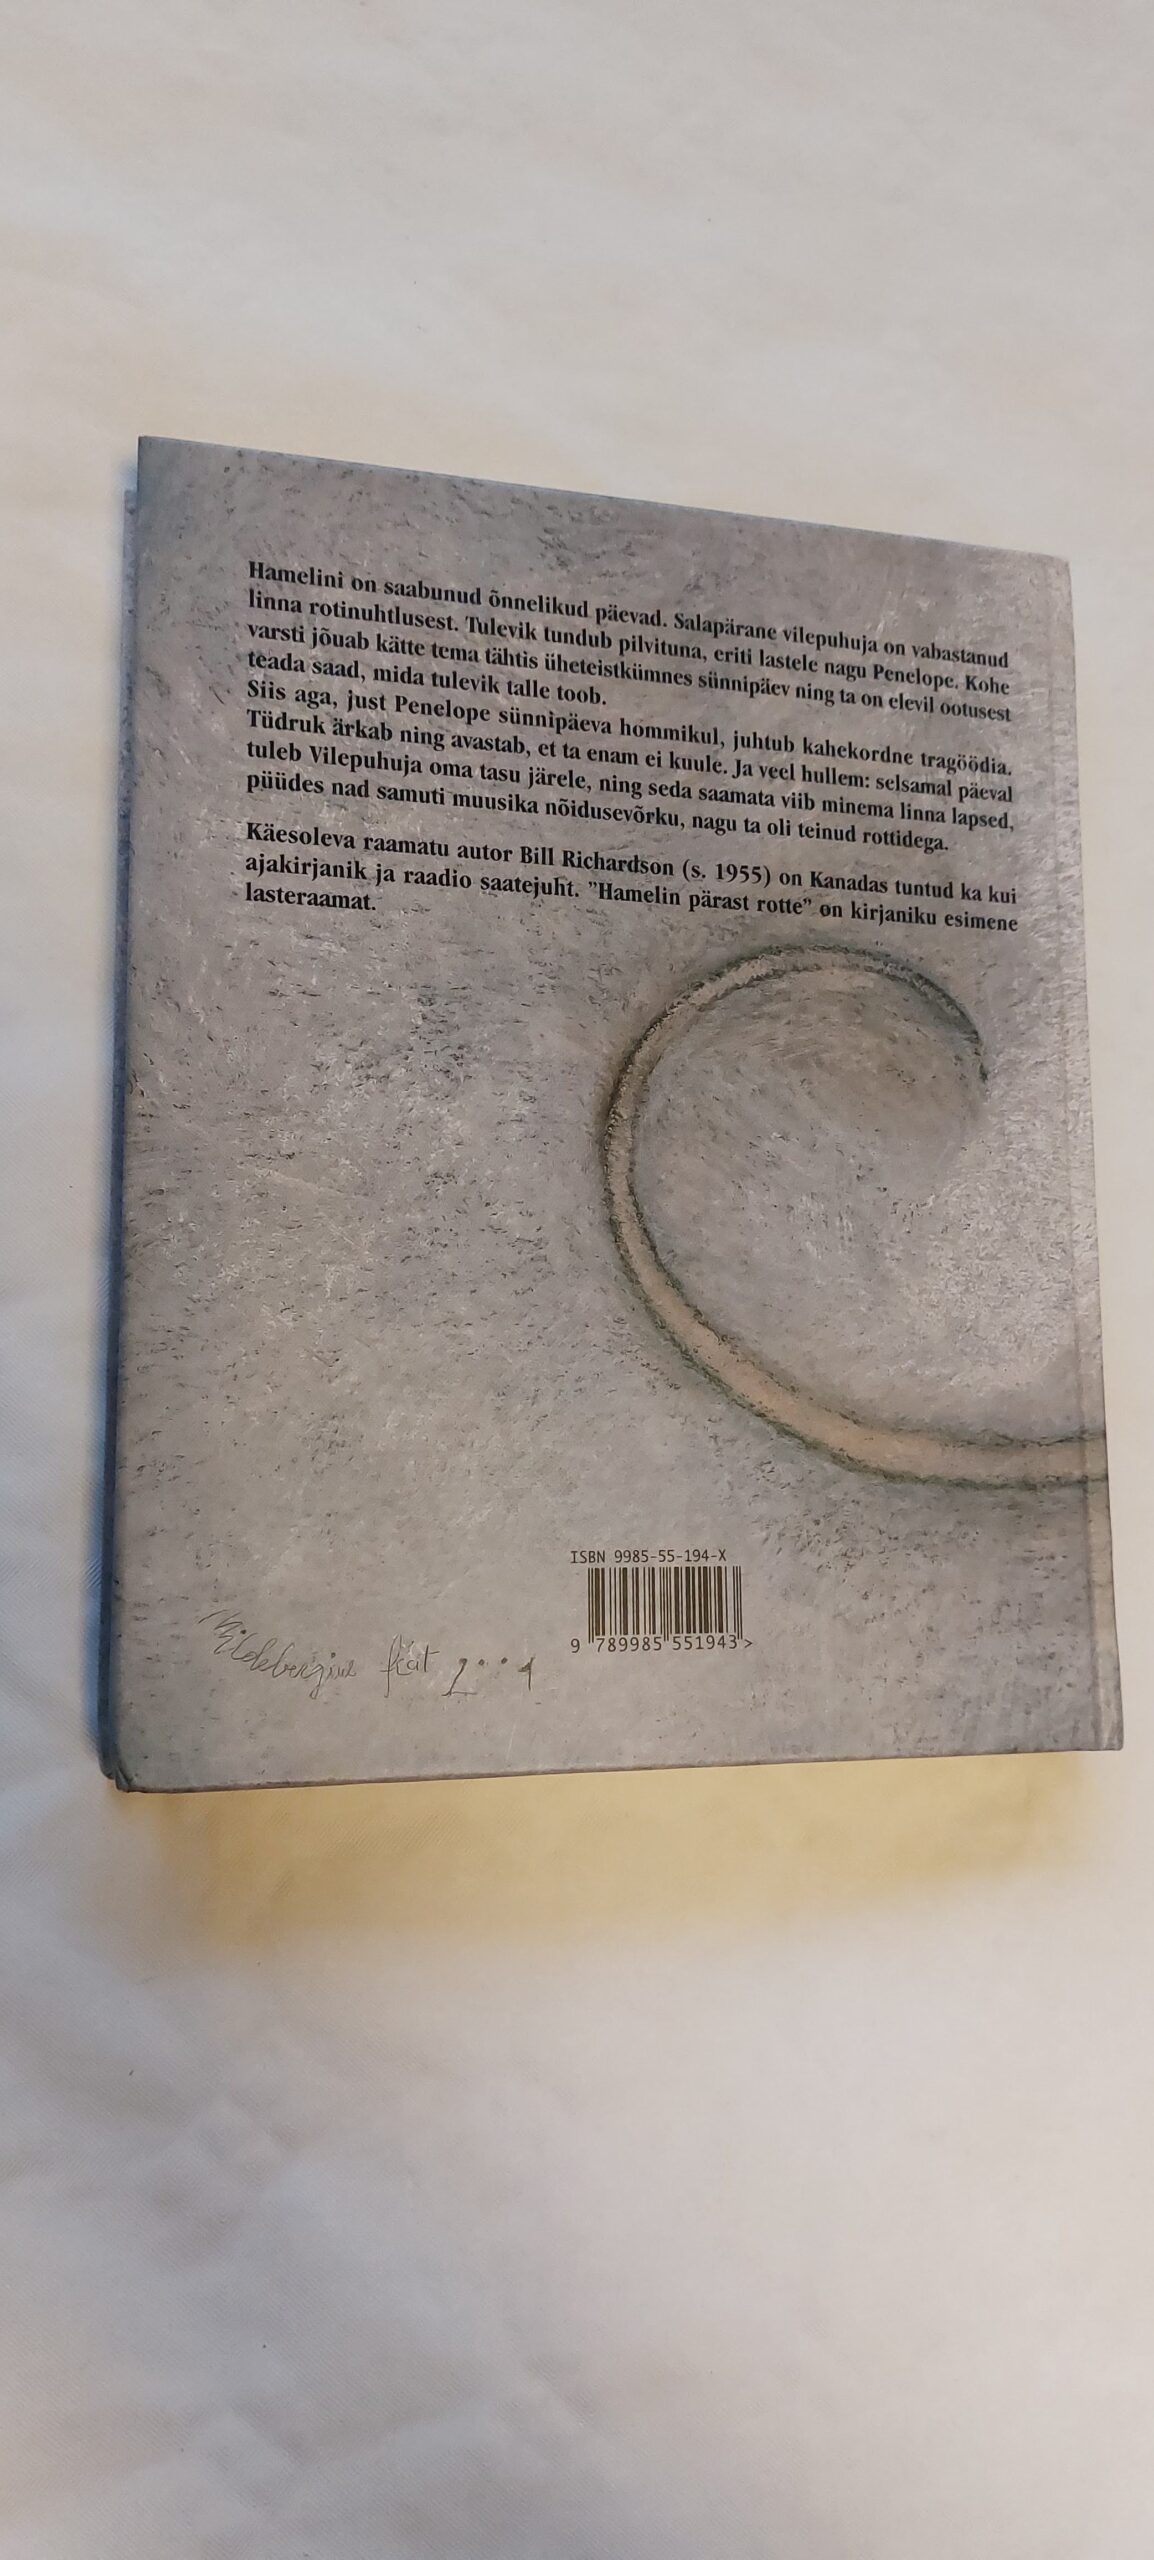 Hamelini on saabunud õnnelikud päevad. Salapärane vilepuhuja on vabastanud
linna rotinuhtlusest. Tulevik tundub pilvituna, eriti lastele nagu Penelope. Kohe
varsti jõuab kätte tema tähtis üheteistkümnes sünnipäev ning ta on elevil ootusest
teada saad, mida tulevik talle toob.
Siis aga, just Penelope sünnipäeva hommikul, juhtub kahekordne tragöödia.
Tüdruk ärkab ning avastab, et ta enam ei kuule. Ja veel hullem: selsamal päeval
tuleb Vilepuhuja oma tasu järele, ning seda saamata viib minema linna lapsed,
püüdes nad samuti muusika nõidusevõrku, nagu ta oli teinud rottidega.
Käesoleva raamatu autor Bill Richardson (s. 1955) on Kanadas tuntud ka kui
ajakirjanik ja raadio saatejuht. ”Hamelin pärast rotte” on kirjaniku esimene
lasteraamat.
ISBN 9985-55-194-X
9 789985 551943 >